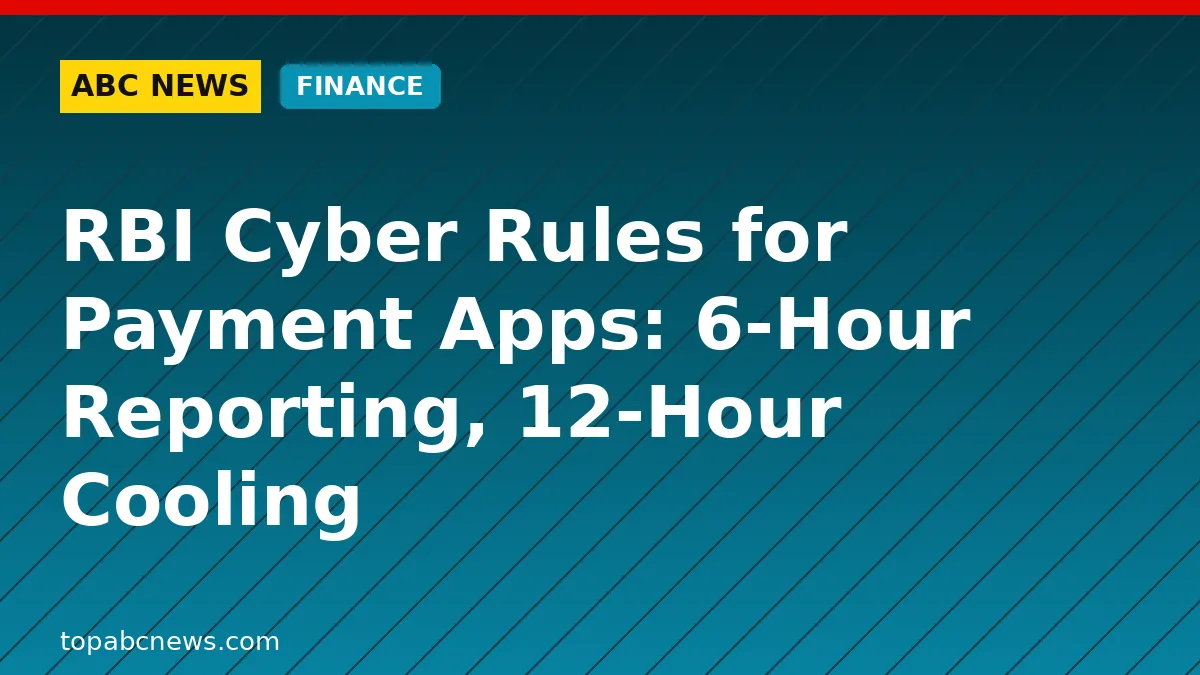 ABC NEWS
FINANCE
RBI Cyber Rules for
Payment Apps: 6-Hour
Reporting, 12-Hour
Cooling
topabcnews.com